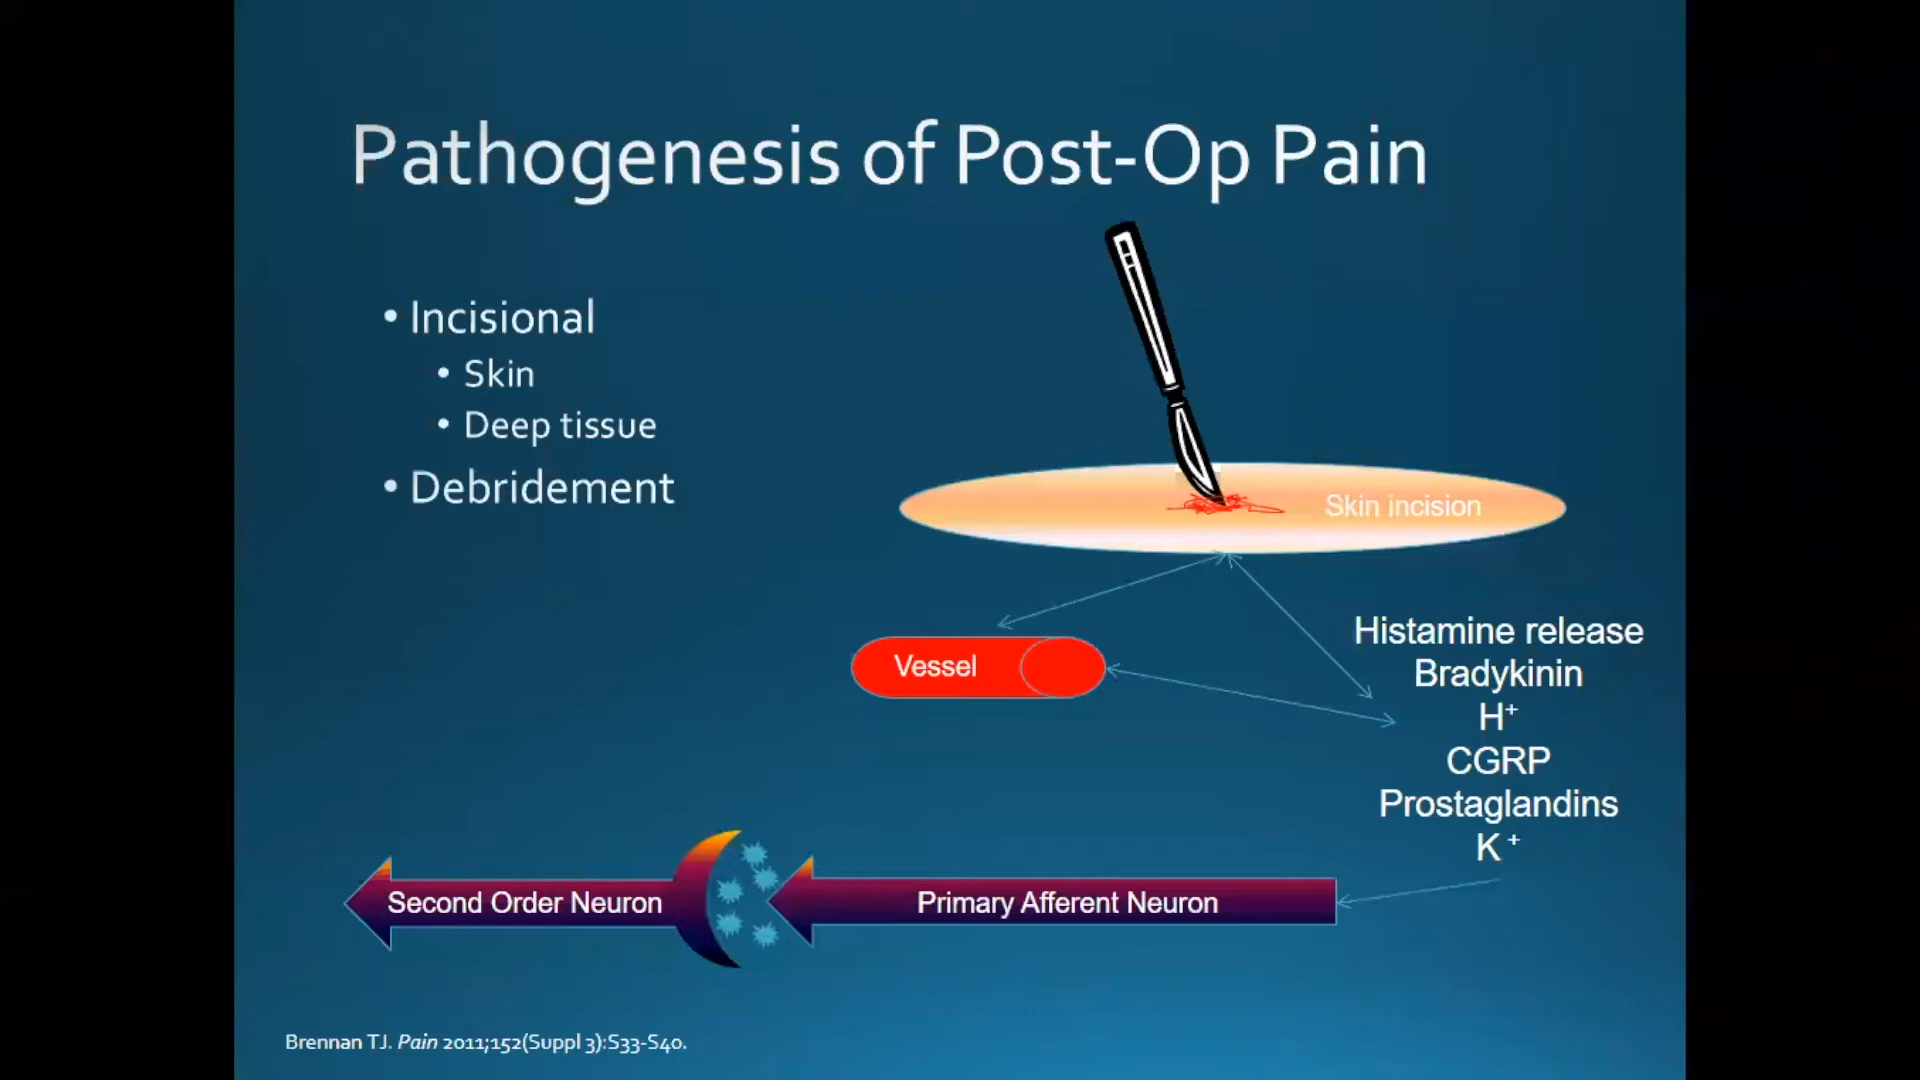 Pathogenesis of Post-Op Pain
• Incisional
• Skin
• Deep tissue
• Debridement
Skin incision
Vessel
Histamine release
Bradykinin
H⁺
CGRP
Prostaglandins
K⁺
Second Order Neuron
Primary Afferent Neuron
Brennan TJ. Pain 2011;152(Suppl 3):S33-S40.